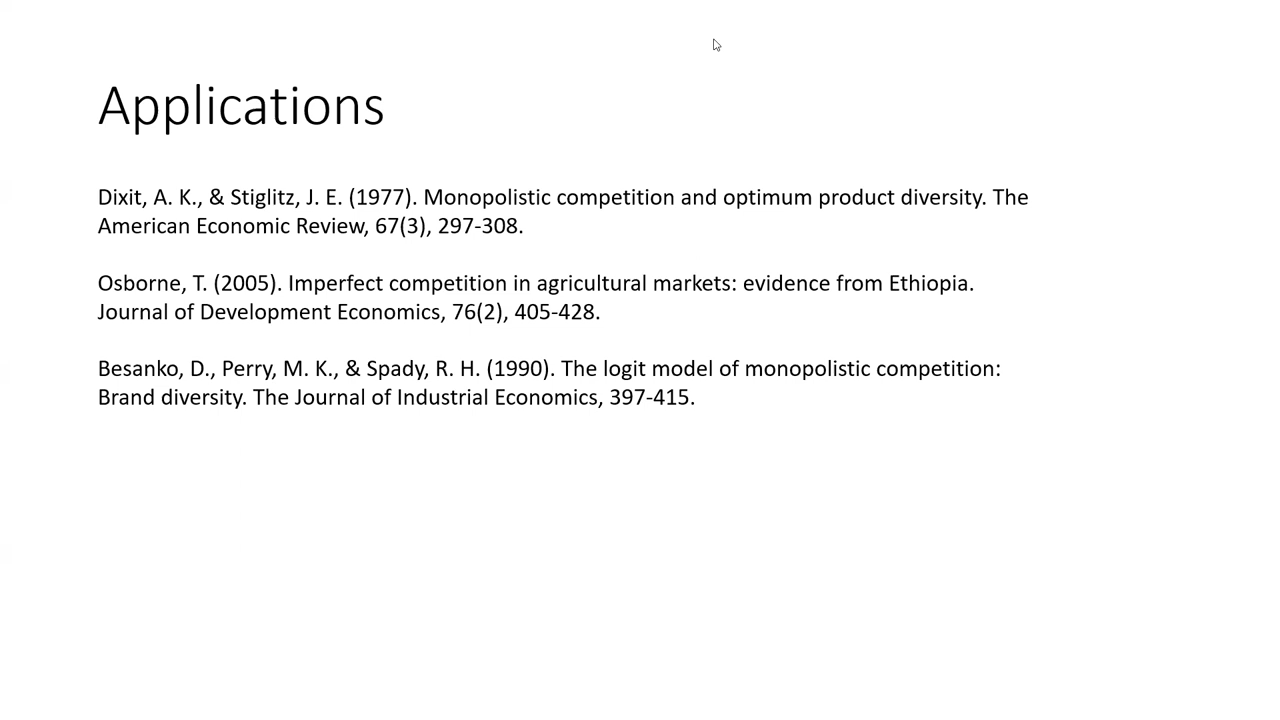 Applications
Dixit, A. K., & Stiglitz, J. E. (1977). Monopolistic competition and optimum product diversity. The
American Economic Review, 67(3), 297-308.
Osborne, T. (2005). Imperfect competition in agricultural markets: evidence from Ethiopia.
Journal of Development Economics, 76(2), 405-428.
Besanko, D., Perry, M. K., & Spady, R. H. (1990). The logit model of monopolistic competition:
Brand diversity. The Journal of Industrial Economics, 397-415.